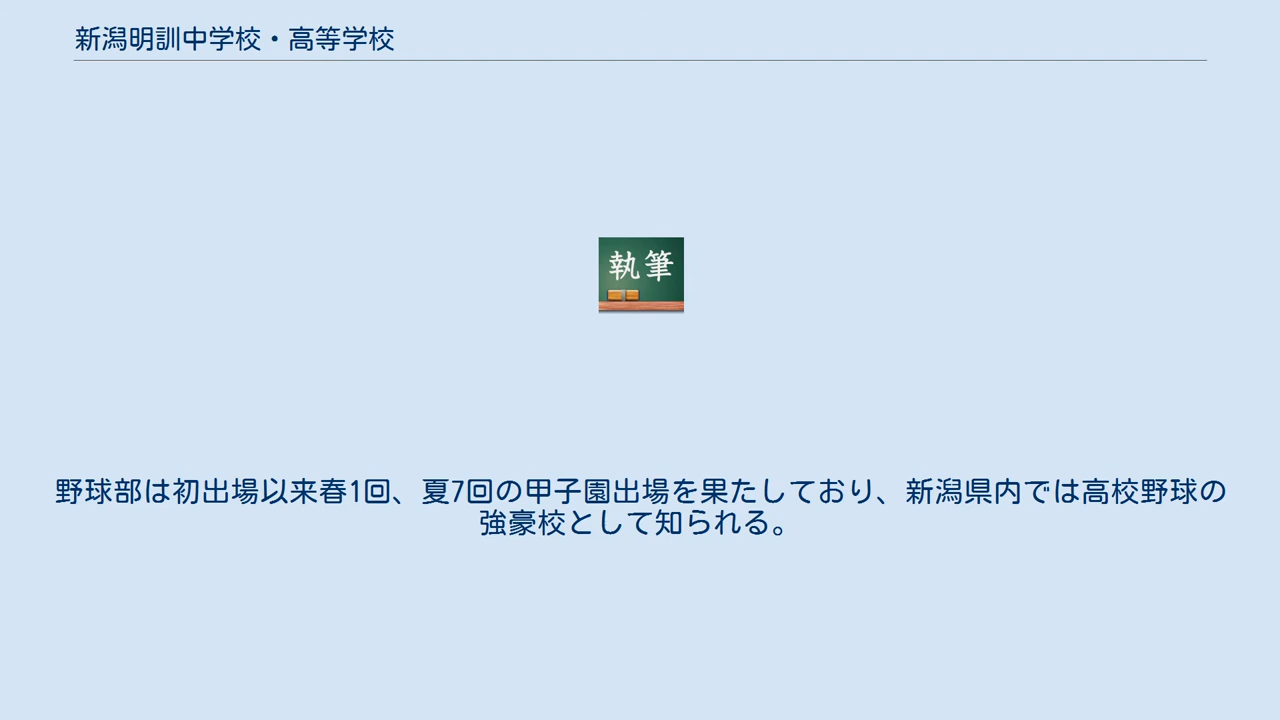 新潟明訓中学校・高等学校
執筆
野球部は初出場以来春1回、夏7回の甲子園出場を果たしており、新潟県内では高校野球の
強豪校として知られる。